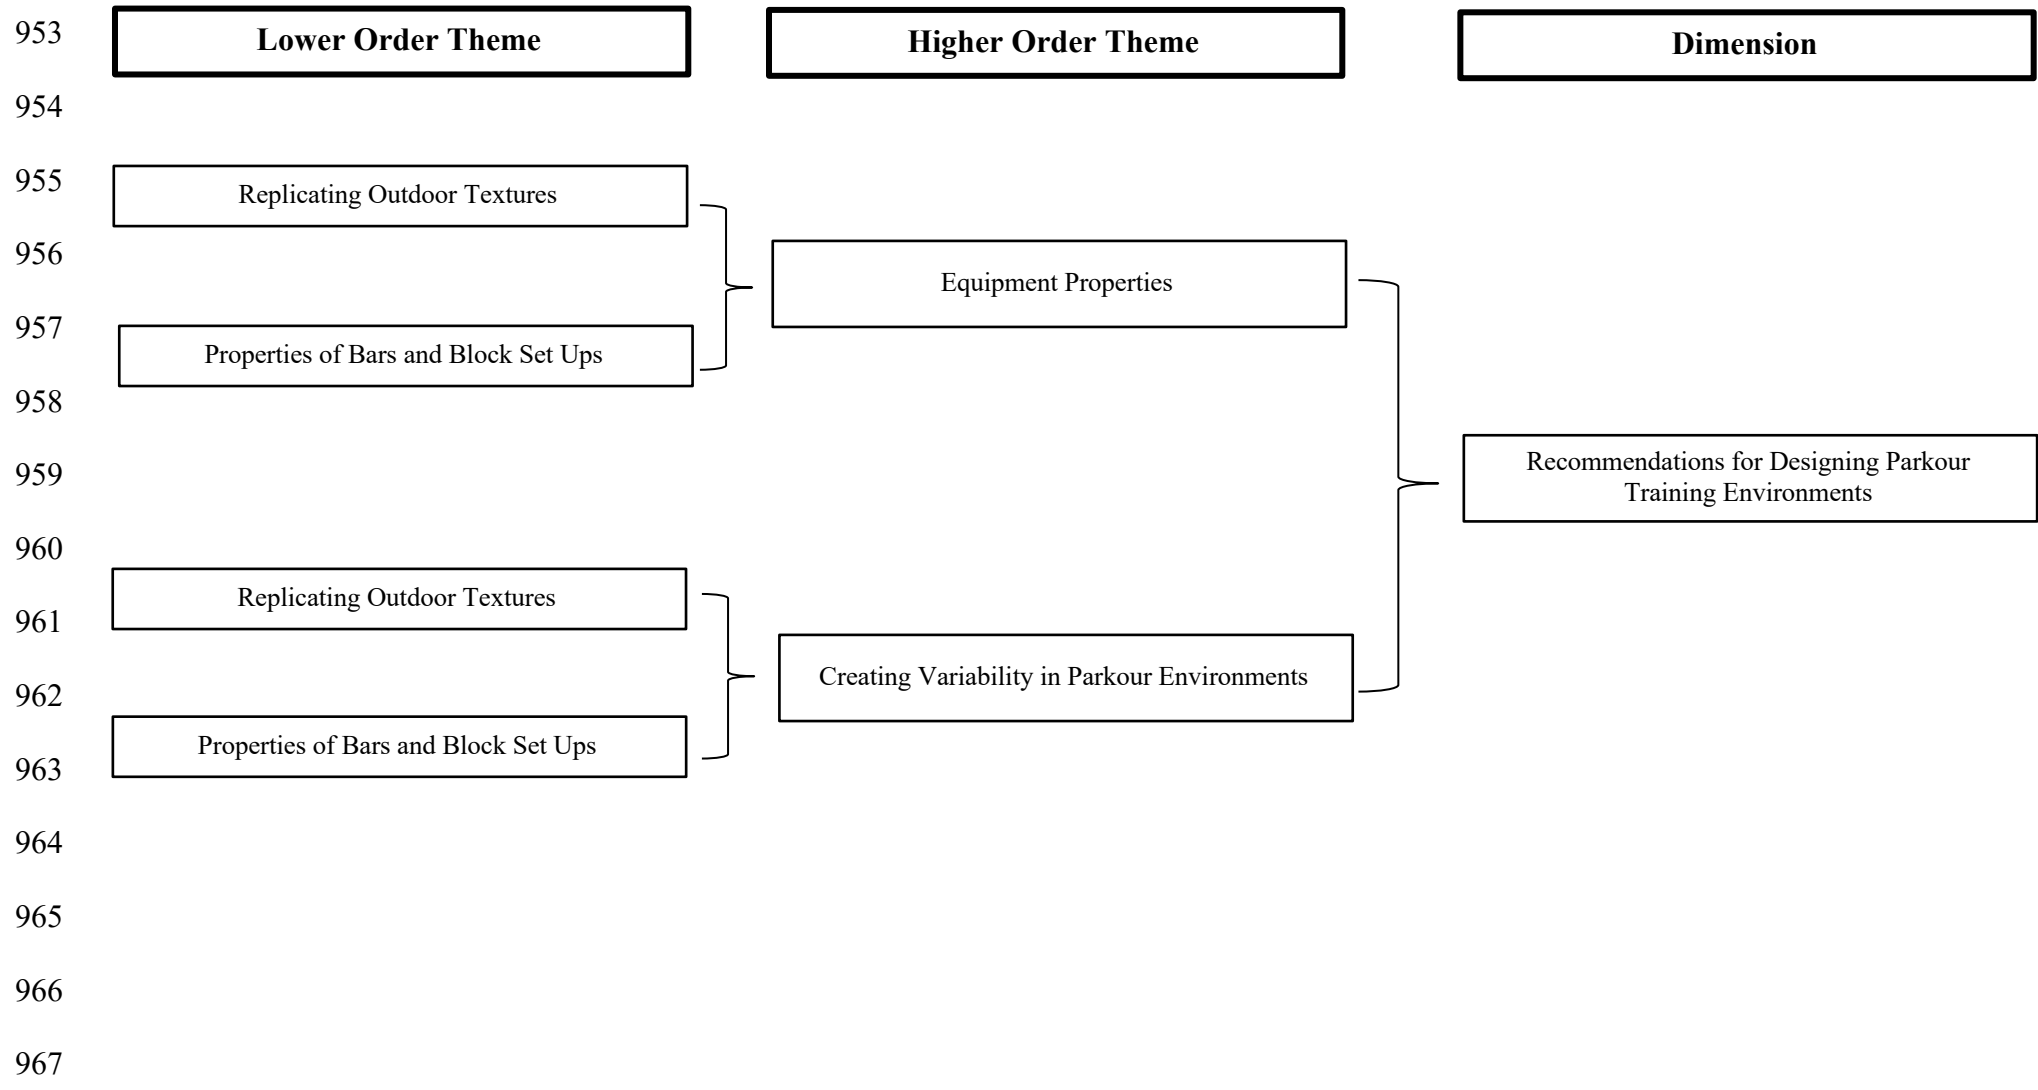 953
Lower Order Theme
Higher Order Theme
Dimension
954
955
Replicating Outdoor Textures
956
Equipment Properties
957
Properties of Bars and Block Set Ups
958
959
Recommendations for Designing Parkour
Training Environments
960
Replicating Outdoor Textures
961
Creating Variability in Parkour Environments
962
Properties of Bars and Block Set Ups
963
964
965
966
967